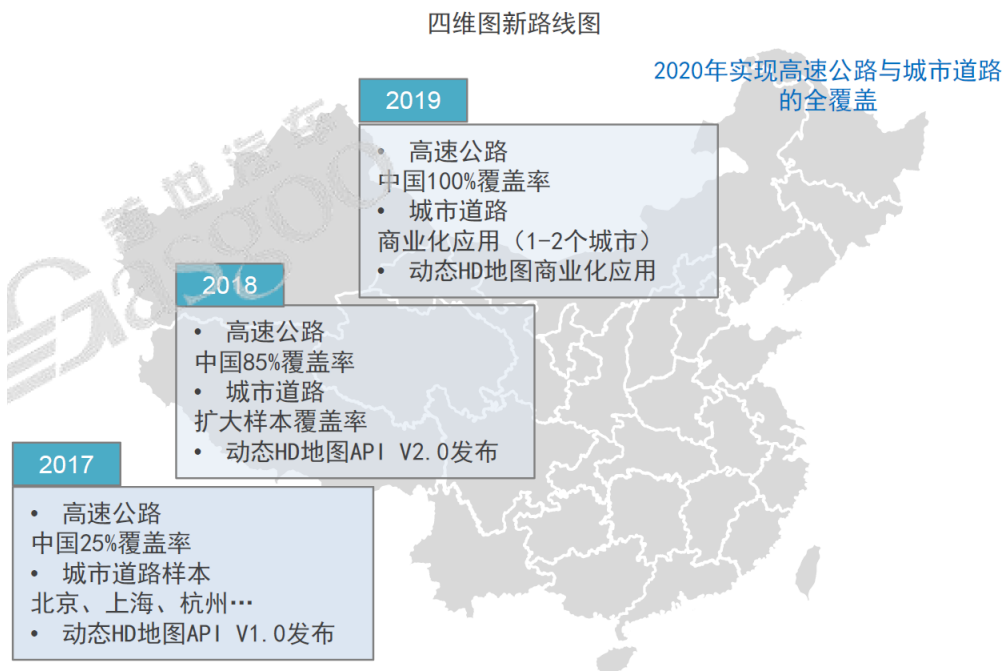 四维图新路线图
2020年实现高速公路与城市道路
的全覆盖
2019
• 高速公路
中国100%覆盖率
• 城市道路
商业化应用（1-2个城市）
• 动态HD地图商业化应用
2018
• 高速公路
中国85%覆盖率
• 城市道路
扩大样本覆盖率
• 动态HD地图API V2.0发布
2017
• 高速公路
中国25%覆盖率
• 城市道路样本
北京、上海、杭州…
• 动态HD地图API V1.0发布
盖世汽车
Gasgoo